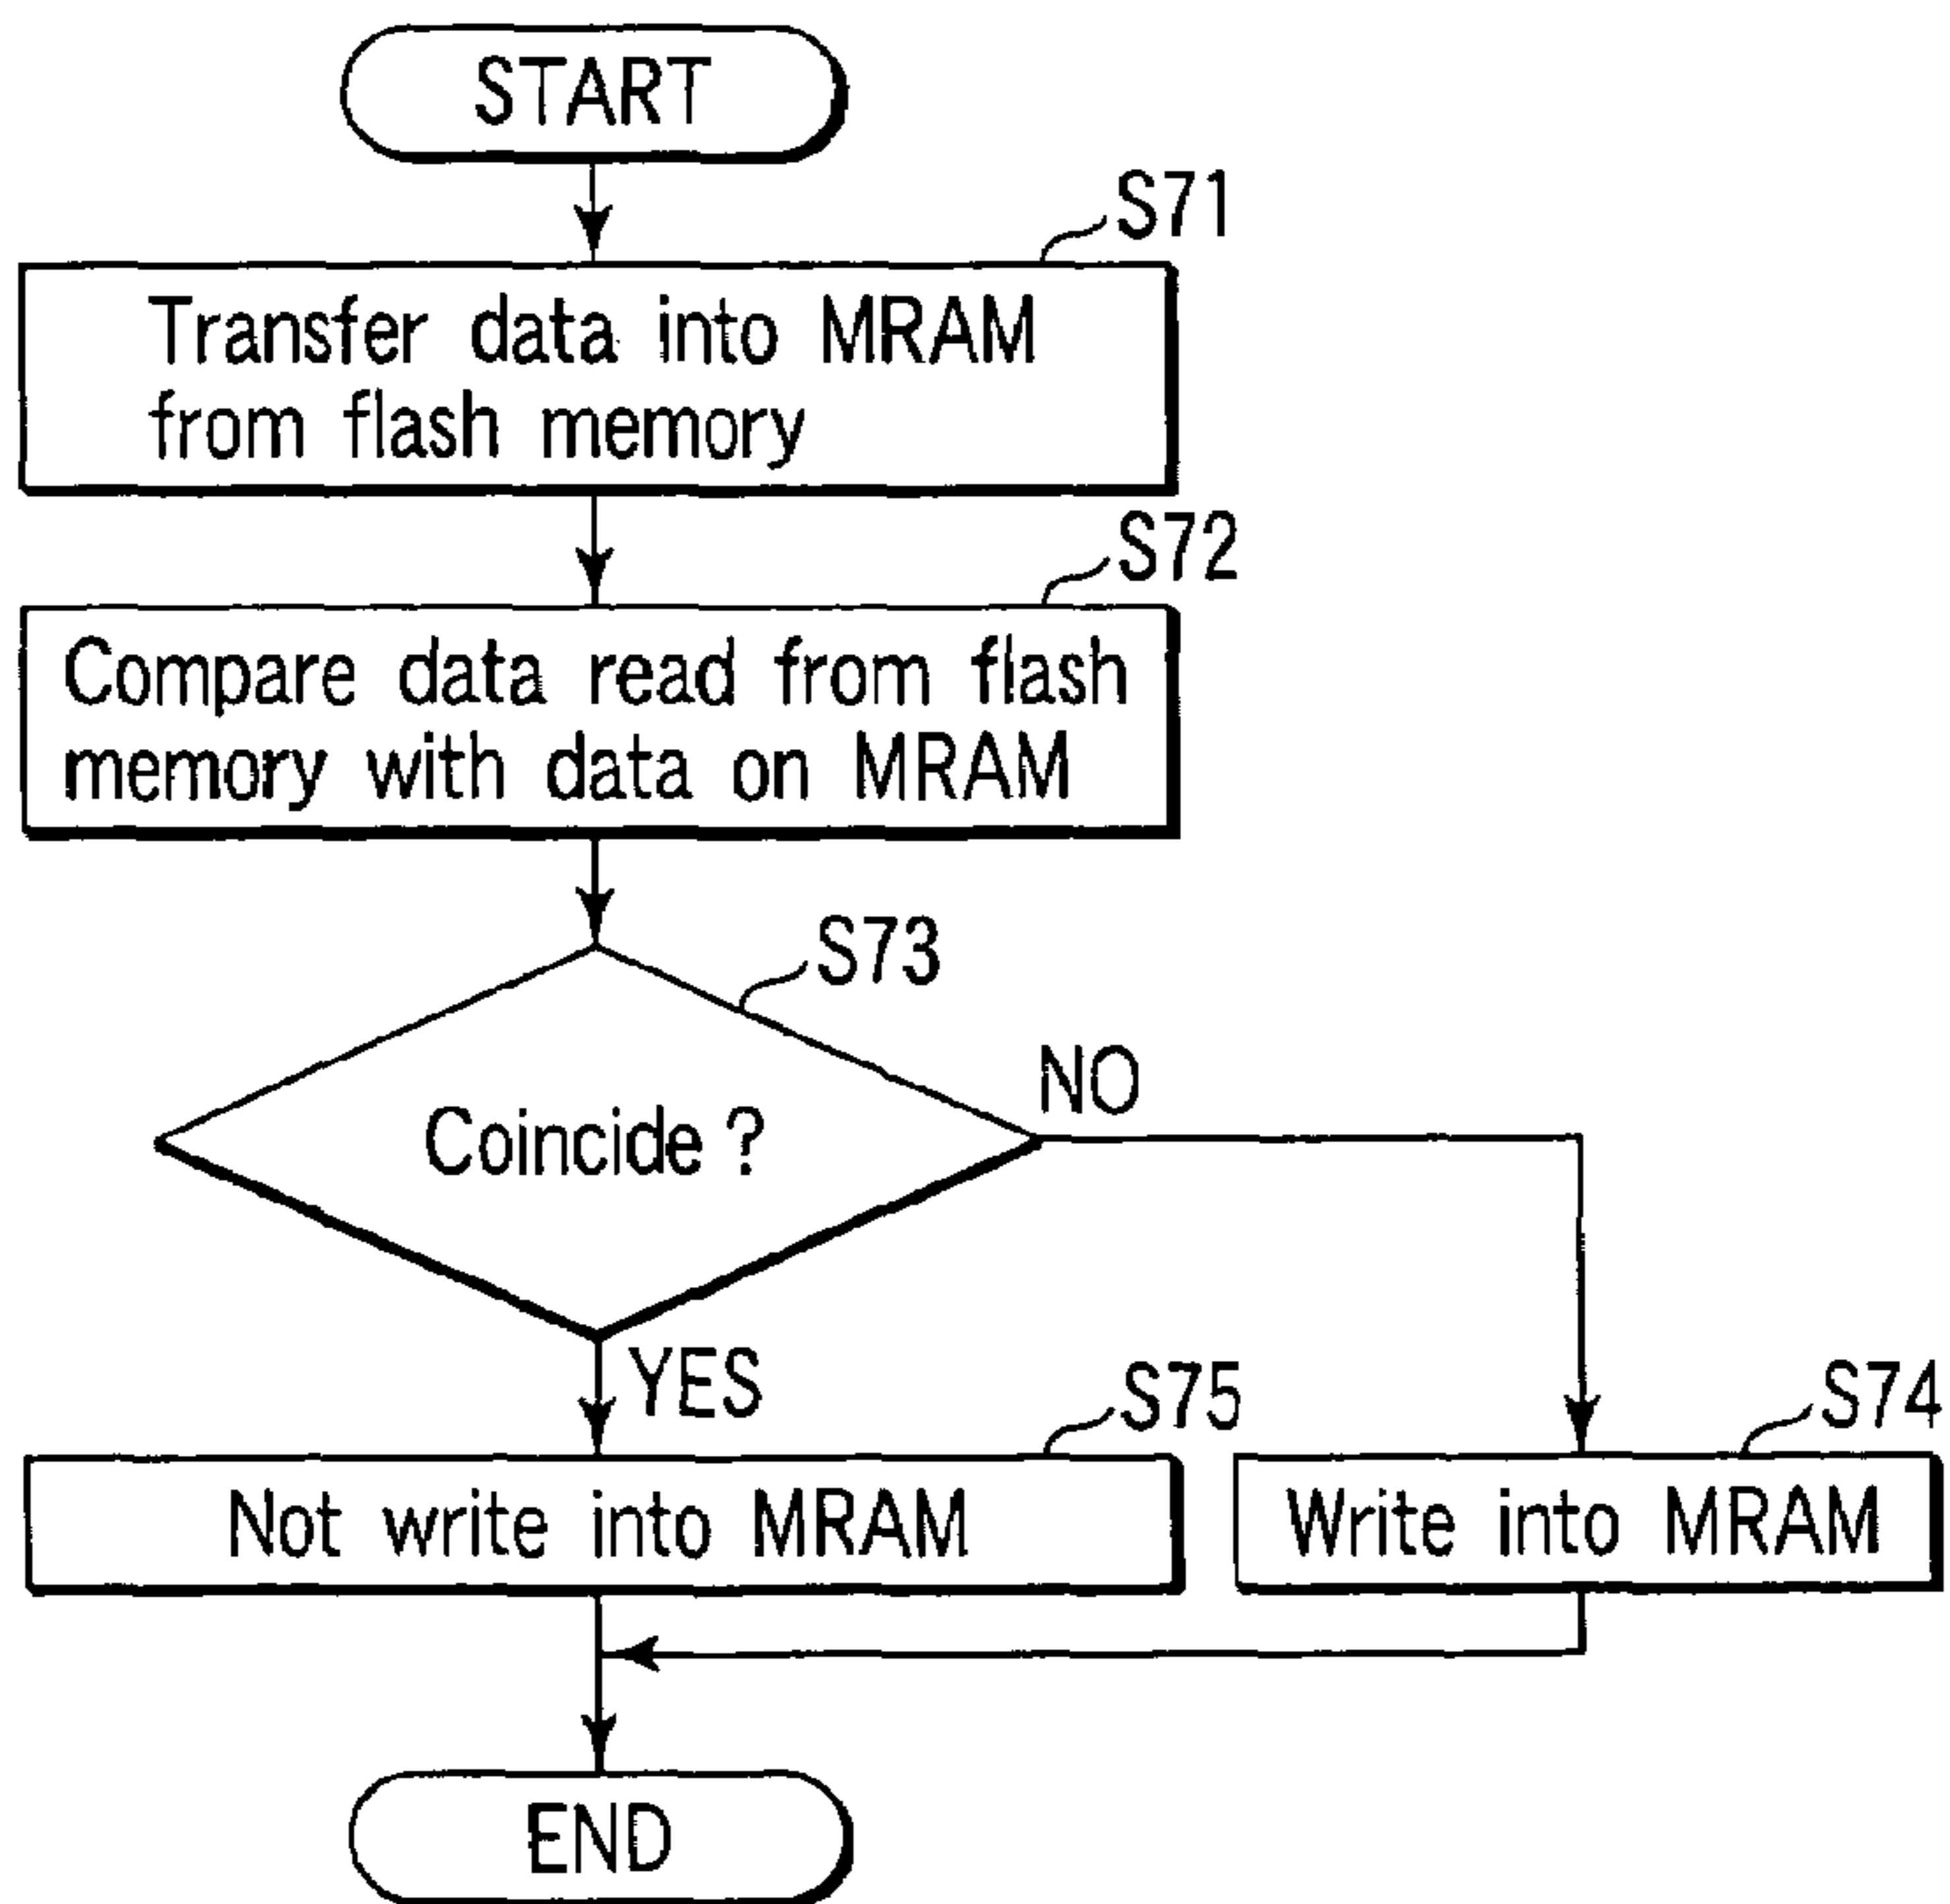 START
S71
Transfer data into MRAM
from flash memory
S72
Compare data read from flash
memory with data on MRAM
S73
Coincide ?
NO
YES
S75
Not write into MRAM
S74
Write into MRAM
END